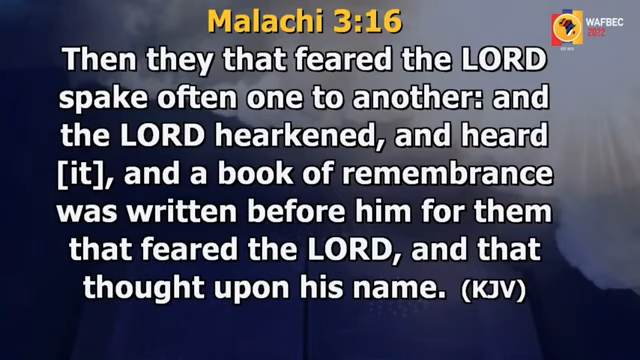 Malachi 3:16
WAFBEC
2022
Then they that feared the LORD
spake often one to another: and
the LORD hearkened, and heard
[it], and a book of remembrance
was written before him for them
that feared the LORD, and that
thought upon his name. (KJV)